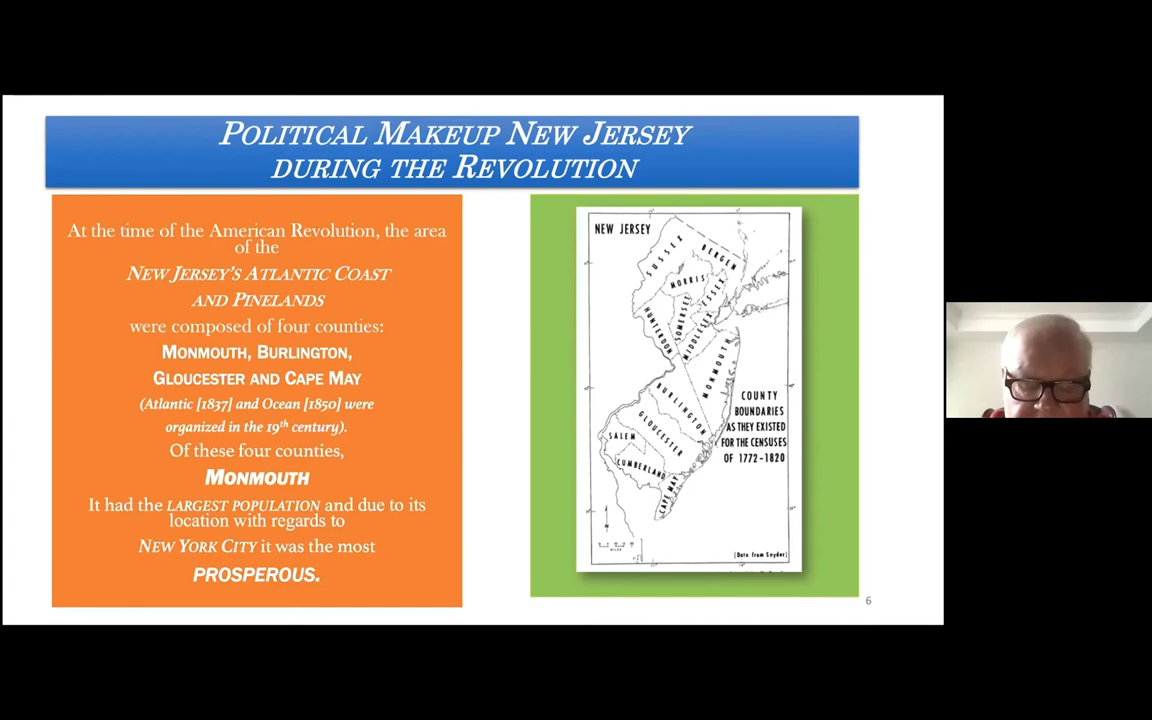 POLITICAL MAKEUP NEW JERSEY
DURING THE REVOLUTION
At the time of the American Revolution, the area
of the
NEW JERSEY'S ATLANTIC COAST
AND PINELANDS
were composed of four counties:
MONMOUTH, BURLINGTON,
GLOUCESTER AND CAPE MAY
(Atlantic [1837] and Ocean [1850] were
organized in the 19th century).
Of these four counties,
MONMOUTH
It had the LARGEST POPULATION and due to its
location with regards to
NEW YORK CITY it was the most
PROSPEROUS.
NEW JERSEY
SUSSEX
BERGEN
MORRIS
ESSEX
SOMERSET
HUNTERDON
MIDDLESEX
MONMOUTH
BURLINGTON
GLOUCESTER
SALEM
CUMBERLAND
CAPE MAY
COUNTY
BOUNDARIES
AS THEY EXISTED
FOR THE CENSUSES
OF 1772-1820
N
MILES
(Data from Snyder)
6